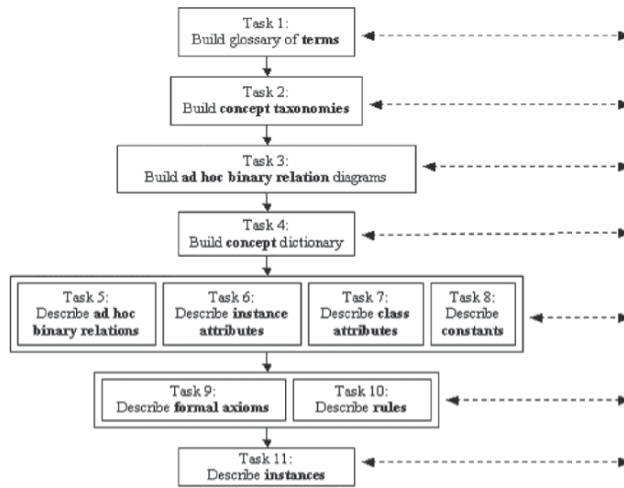 Task 1:
Build glossary of terms
Task 2:
Build concept taxonomies
Task 3:
Build ad hoc binary relation diagrams
Task 4:
Build concept dictionary
Task 5:
Describe ad hoc
binary relations
Task 6:
Describe instance
attributes
Task 7:
Describe class
attributes
Task 8:
Describe
constants
Task 9:
Describe formal axioms
Task 10:
Describe rules
Task 11:
Describe instances